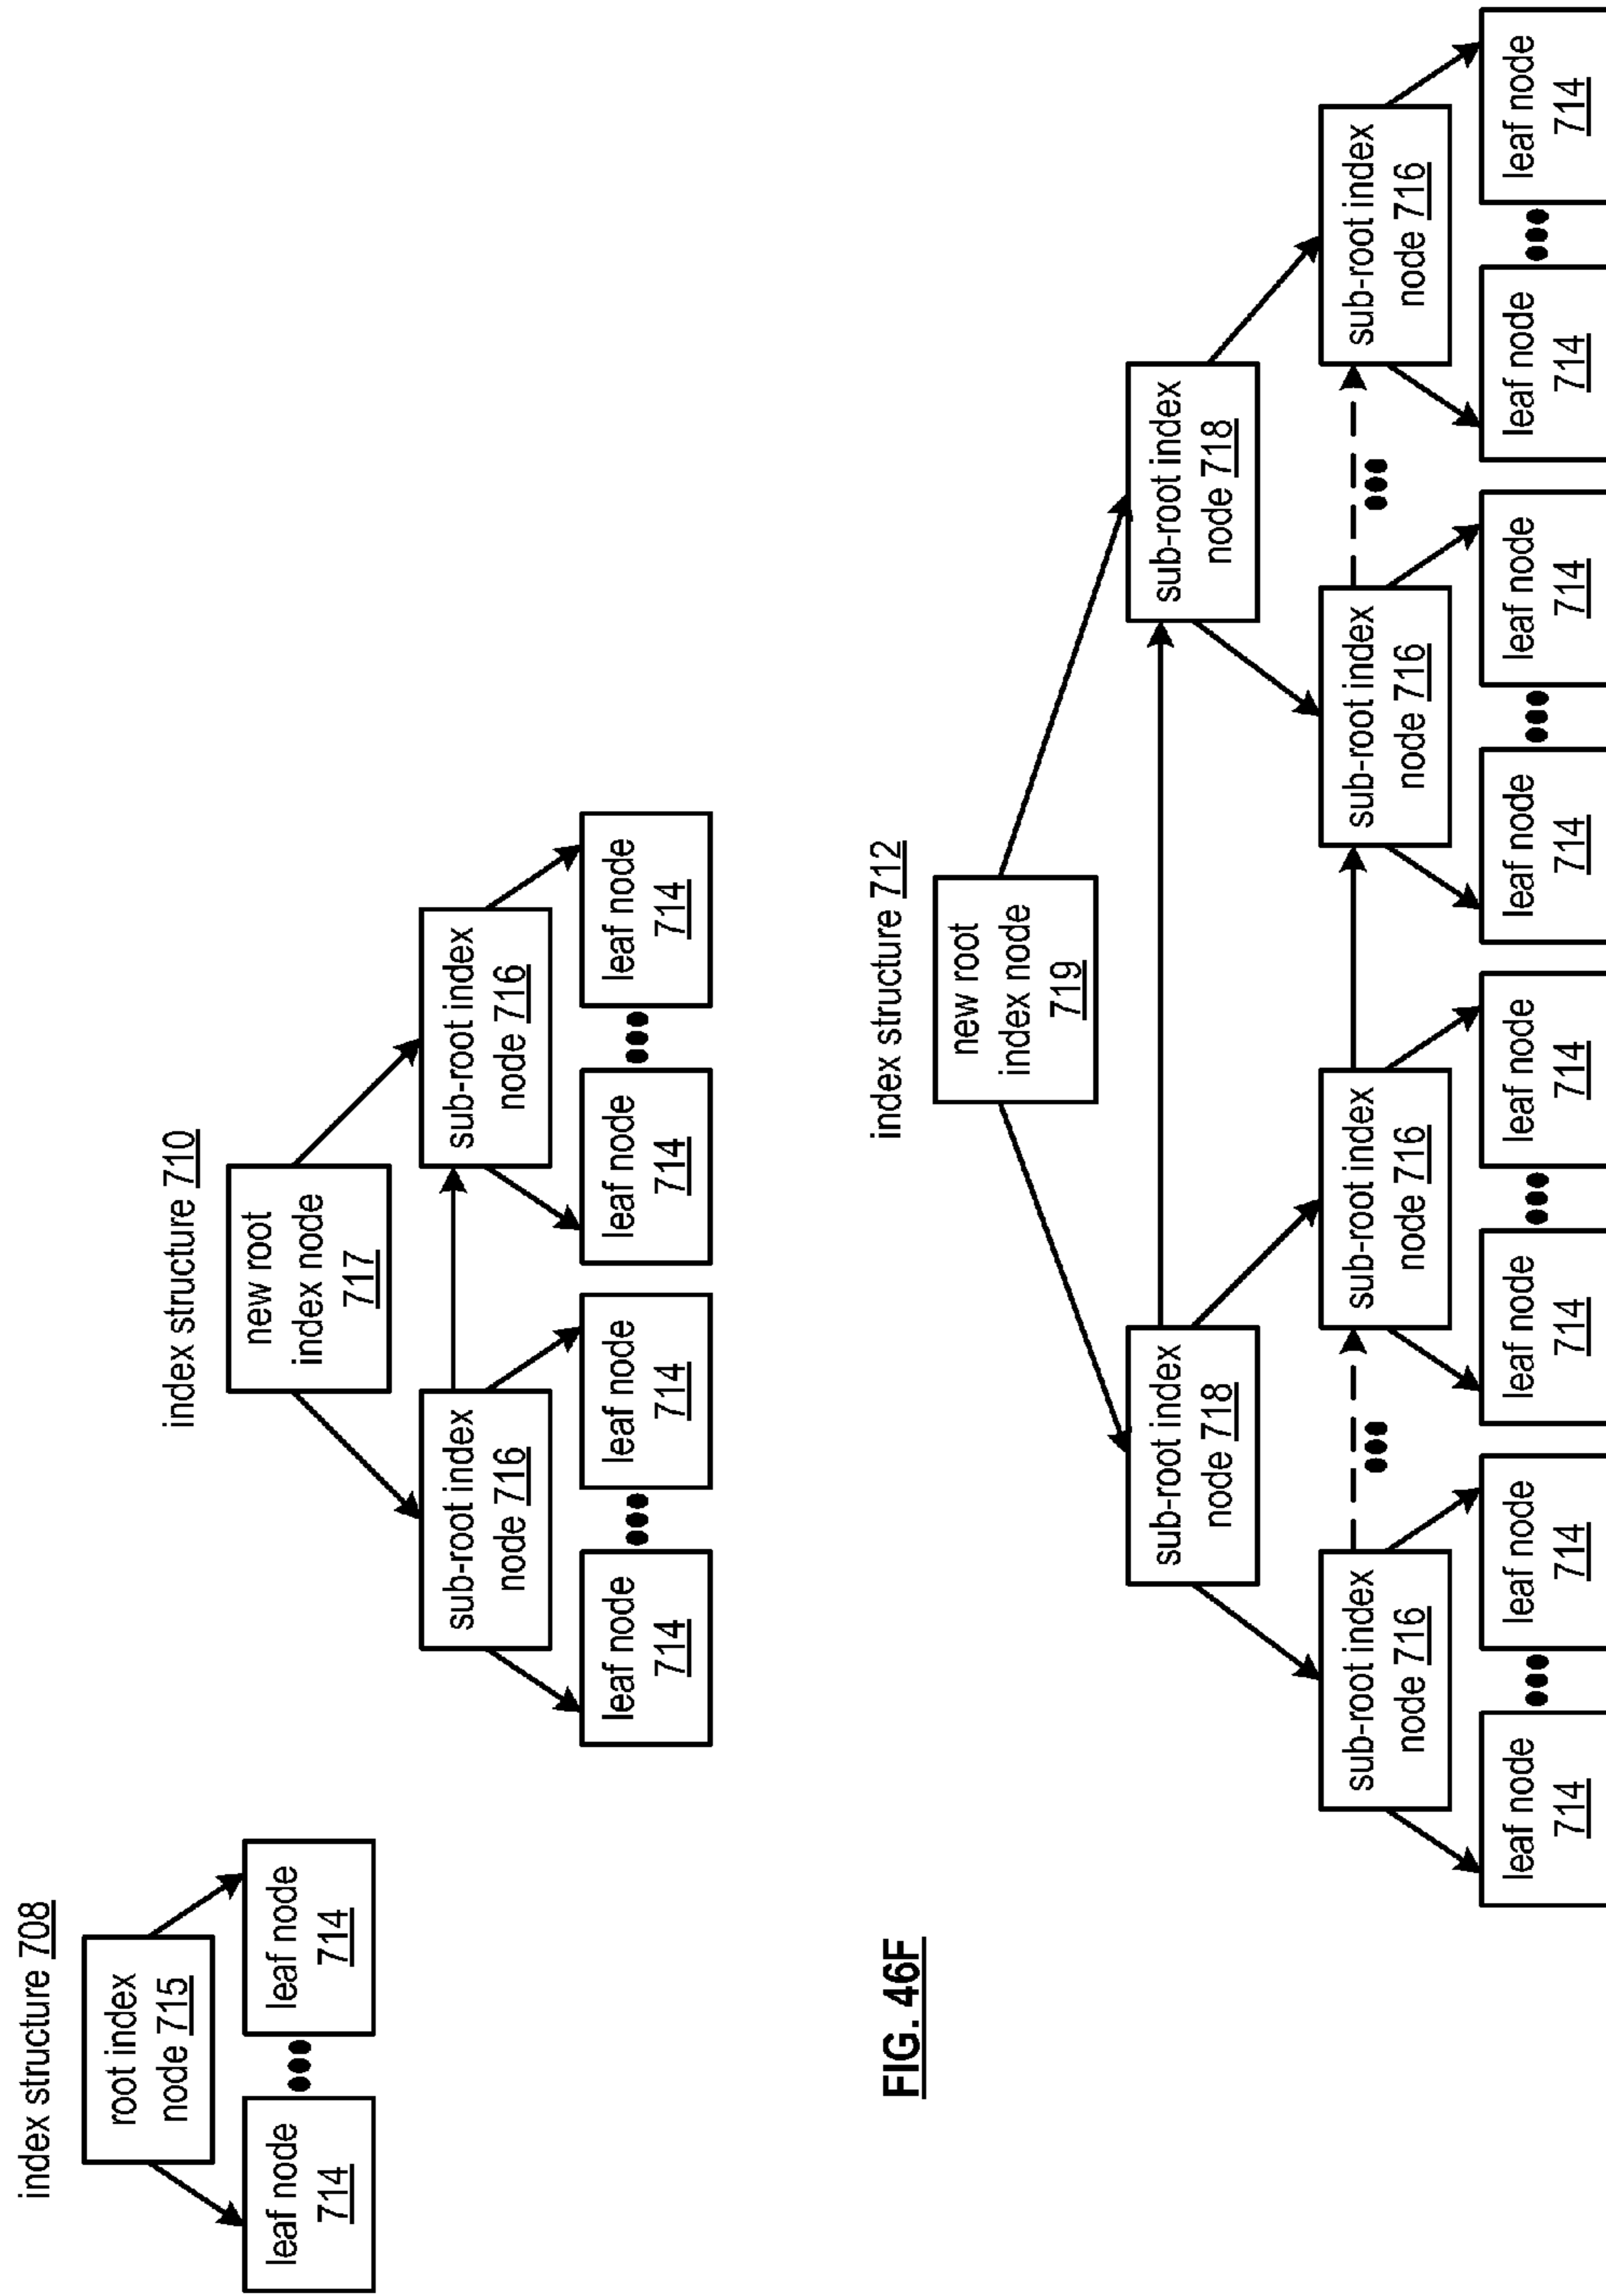 index structure 708
root index
node 715
leaf node
714
leaf node
714
index structure 710
new root
index node
717
sub-root index
node 716
sub-root index
node 716
leaf node
714
leaf node
714
leaf node
714
leaf node
714
FIG. 46F
index structure 712
new root
index node
719
sub-root index
node 718
sub-root index
node 718
sub-root index
node 716
sub-root index
node 716
sub-root index
node 716
sub-root index
node 716
leaf node
714
leaf node
714
leaf node
714
leaf node
714
leaf node
714
leaf node
714
leaf node
714
leaf node
714